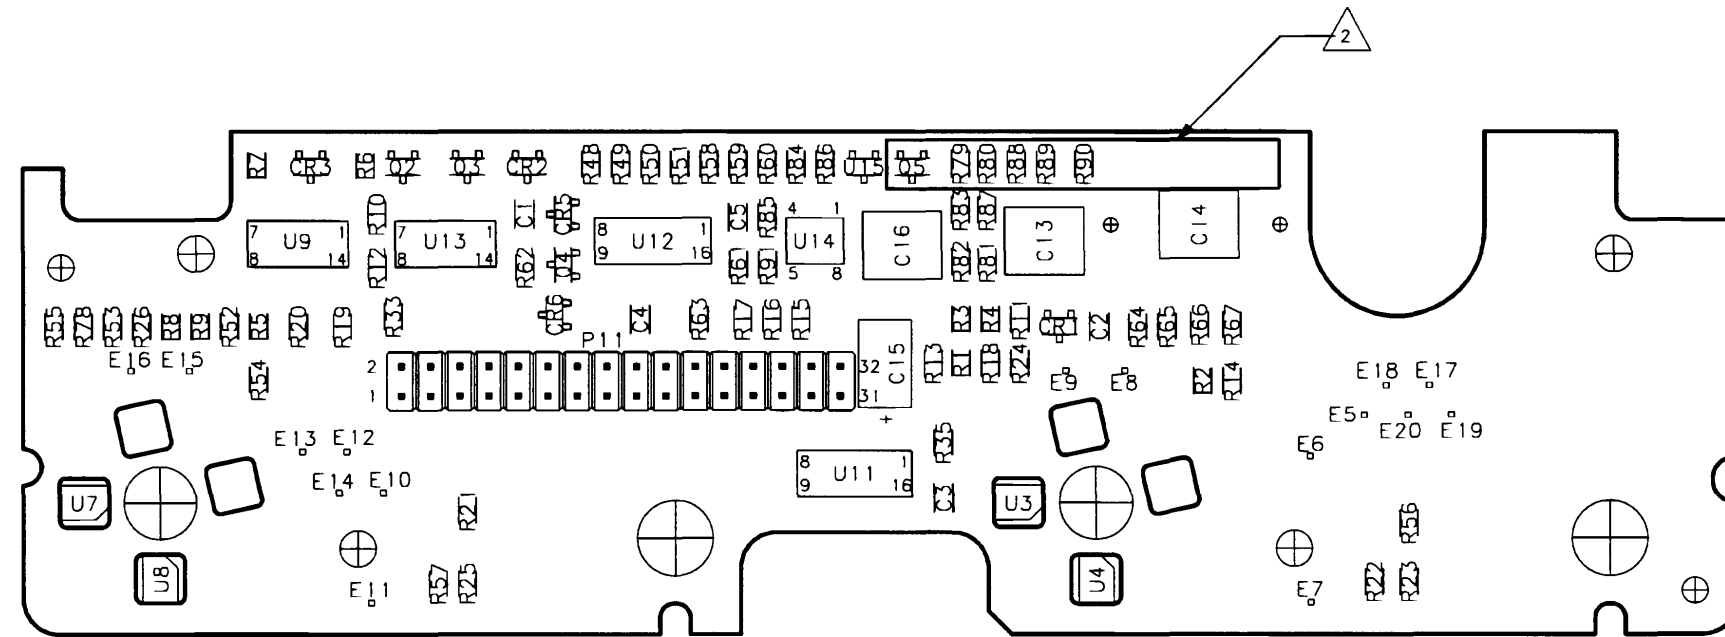 2
R7 CR3 R6 Q2 Q3 CR2 R48 R49 R50 R51 R58 R59 R60 R84 R86 U15 Q5 R79 R80 R88 R89 R90
R10 C1 CR5 C5 R85 4 1 R83 R87
7 U9 1 7 U13 1 8 U12 1 U14 C16 C13 C14
8 14 R12 8 14 R62 Q4 9 16 R61 R91 5 8 R82 R81
R55 R78 R53 R26 R8 R9 R52 R5 R20 R19 R33 CR6 C4 R63 R17 R16 R15 R3 R4 R11 CR1 C2 R64 R65 R66 R67
P11
E16 E15 2 32 C15 R13 R1 R18 R24 E9 E8 E18 E17
R54 1 31 R2 R14
+ E5 E20 E19
E13 E12 R35 E6
8 U11 1
E14 E10 9 16
U7 R21 C3 U3 R56
U8 E11 R57 R25 U4 E7 R22 R23